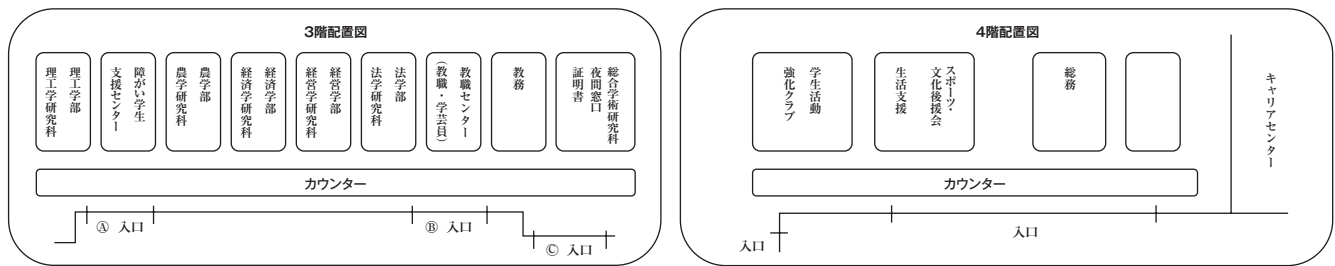 3階配置図
理工学部
理工学研究科
障がい学生
支援センター
農学部
農学研究科
経済学部
経済学研究科
経営学部
経営学研究科
法学部
法学研究科
教職センター
（教職・学芸員）
教務
総合学術研究科
夜間窓口
証明書
カウンター
Ⓐ 入口
Ⓑ 入口
Ⓒ 入口
4階配置図
学生活動
強化クラブ
スポーツ・
文化後援会
生活支援
総務
キャリアセンター
カウンター
入口
入口